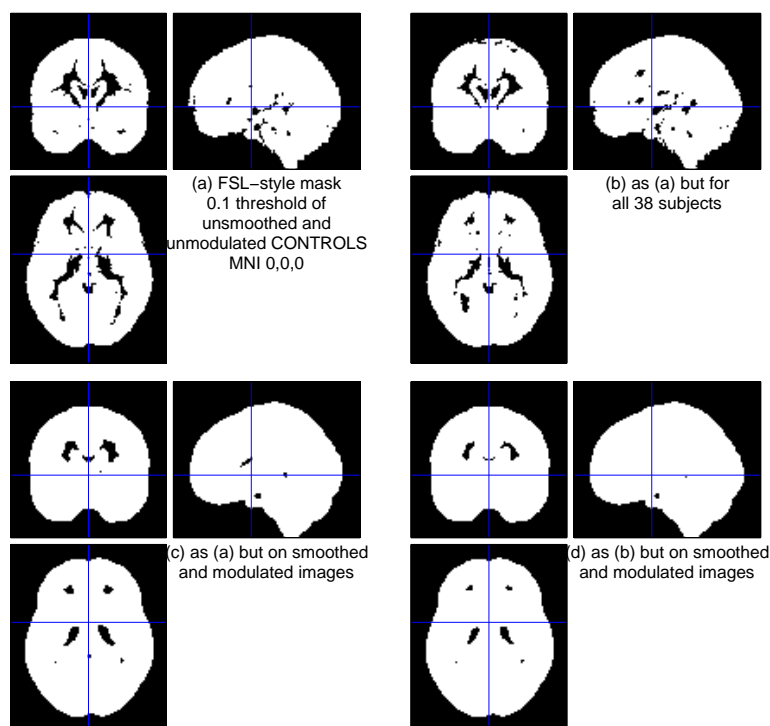 (a) FSL−style mask
0.1 threshold of
unsmoothed and
unmodulated CONTROLS
MNI 0,0,0
(b) as (a) but for
all 38 subjects
(c) as (a) but on smoothed
and modulated images
(d) as (b) but on smoothed
and modulated images